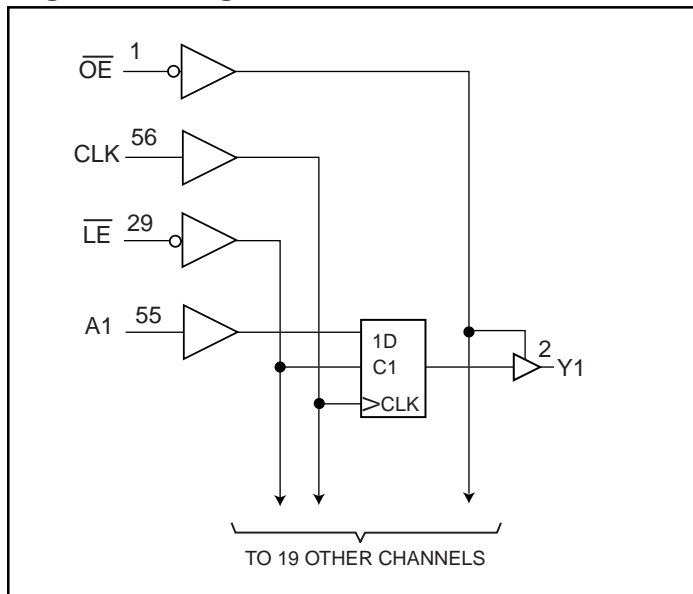 OE 1
CLK 56
LE 29
A1 55
1D
C1
>CLK
2
Y1
TO 19 OTHER CHANNELS